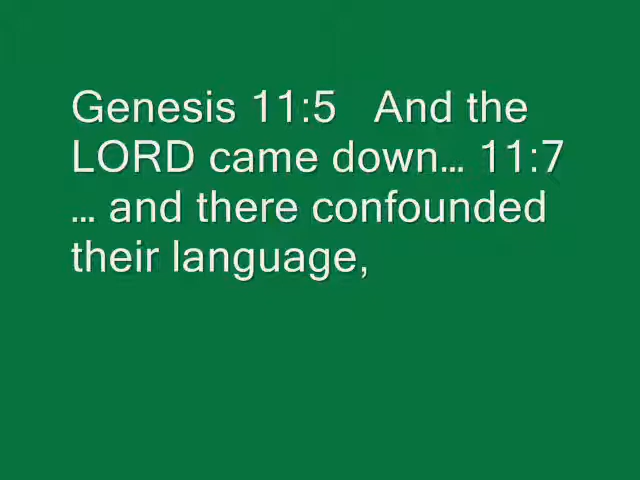 Genesis 11:5   And the
LORD came down… 11:7
… and there confounded
their language,